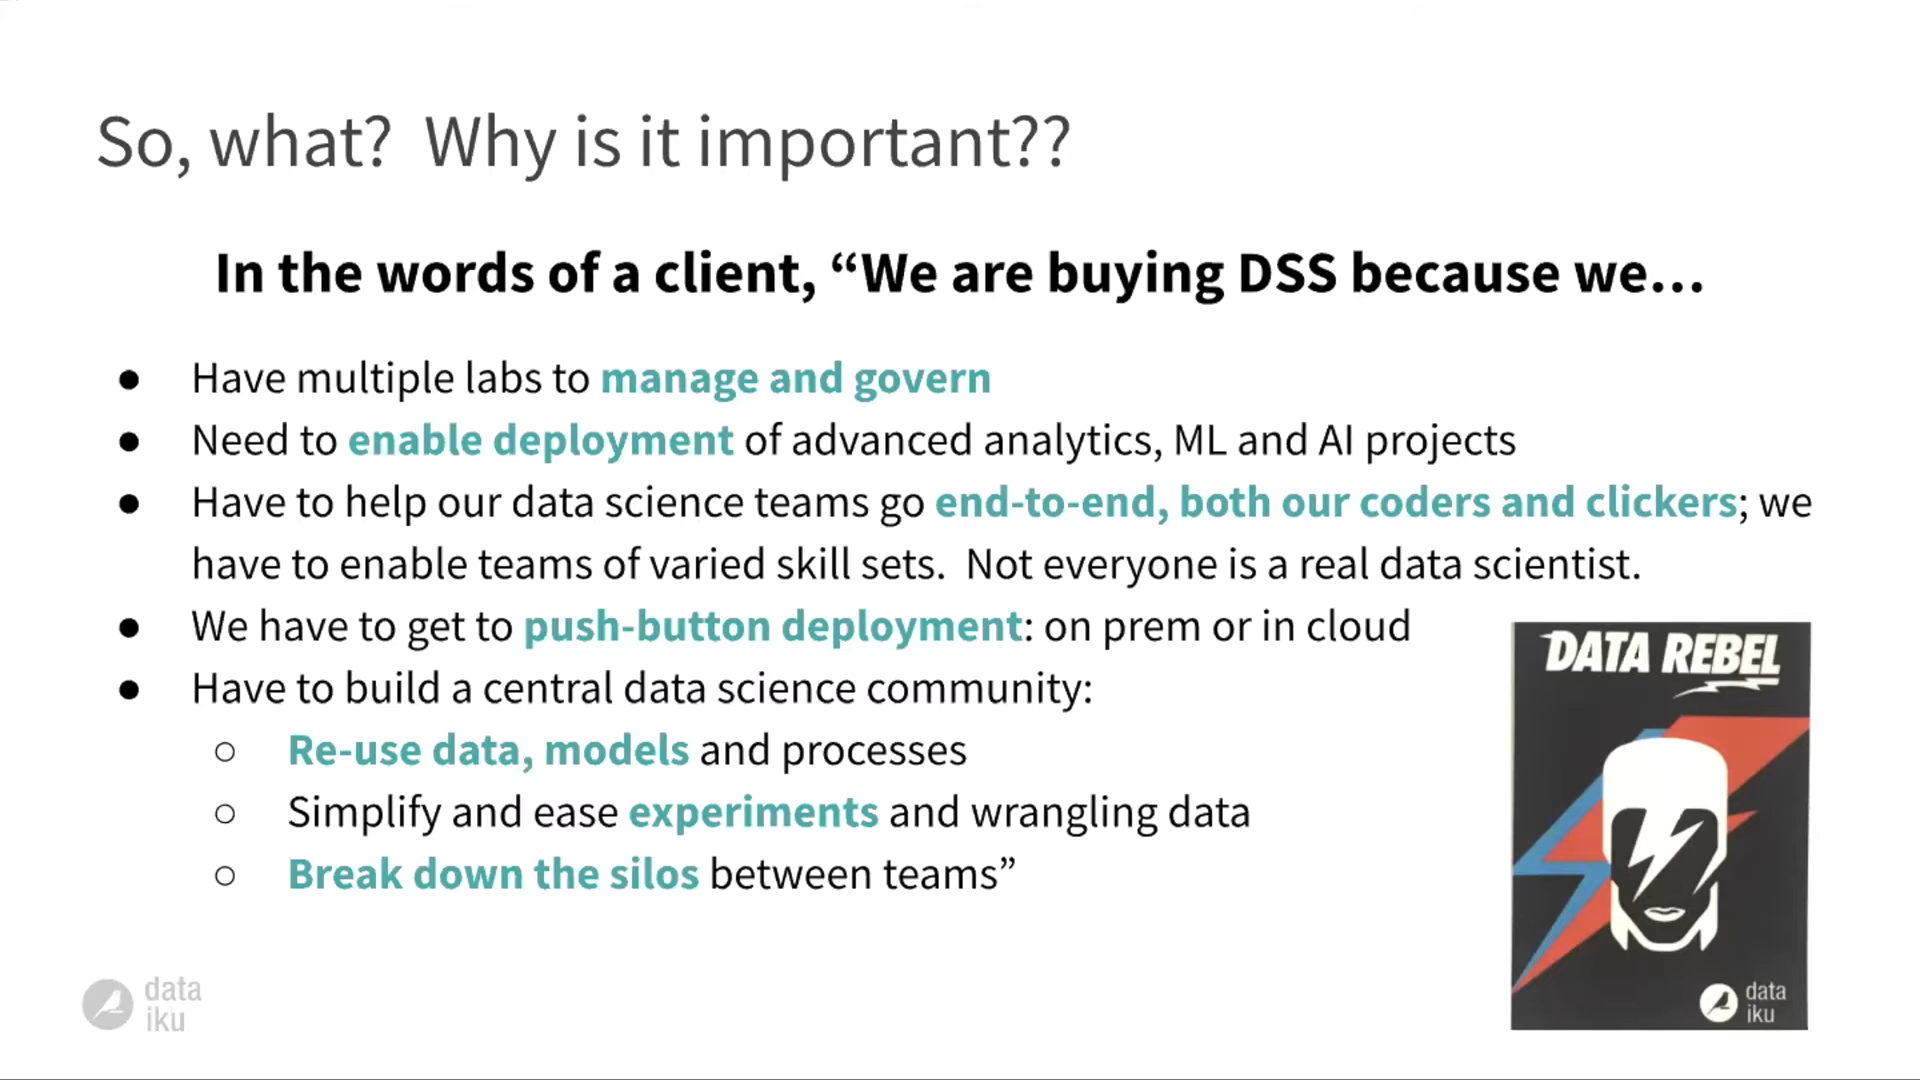 So, what?  Why is it important??
In the words of a client, “We are buying DSS because we...
● Have multiple labs to manage and govern
● Need to enable deployment of advanced analytics, ML and AI projects
● Have to help our data science teams go end-to-end, both our coders and clickers; we
have to enable teams of varied skill sets.  Not everyone is a real data scientist.
● We have to get to push-button deployment: on prem or in cloud
● Have to build a central data science community:
○ Re-use data, models and processes
○ Simplify and ease experiments and wrangling data
○ Break down the silos between teams”
DATA REBEL
data
iku
data
iku